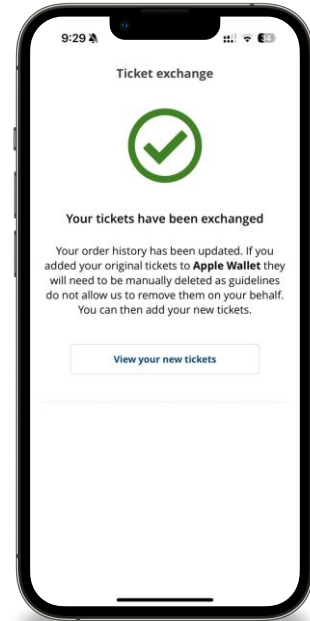 9:29
34
Ticket exchange
Your tickets have been exchanged
Your order history has been updated. If you
added your original tickets to Apple Wallet they
will need to be manually deleted as guidelines
do not allow us to remove them on your behalf.
You can then add your new tickets.
View your new tickets